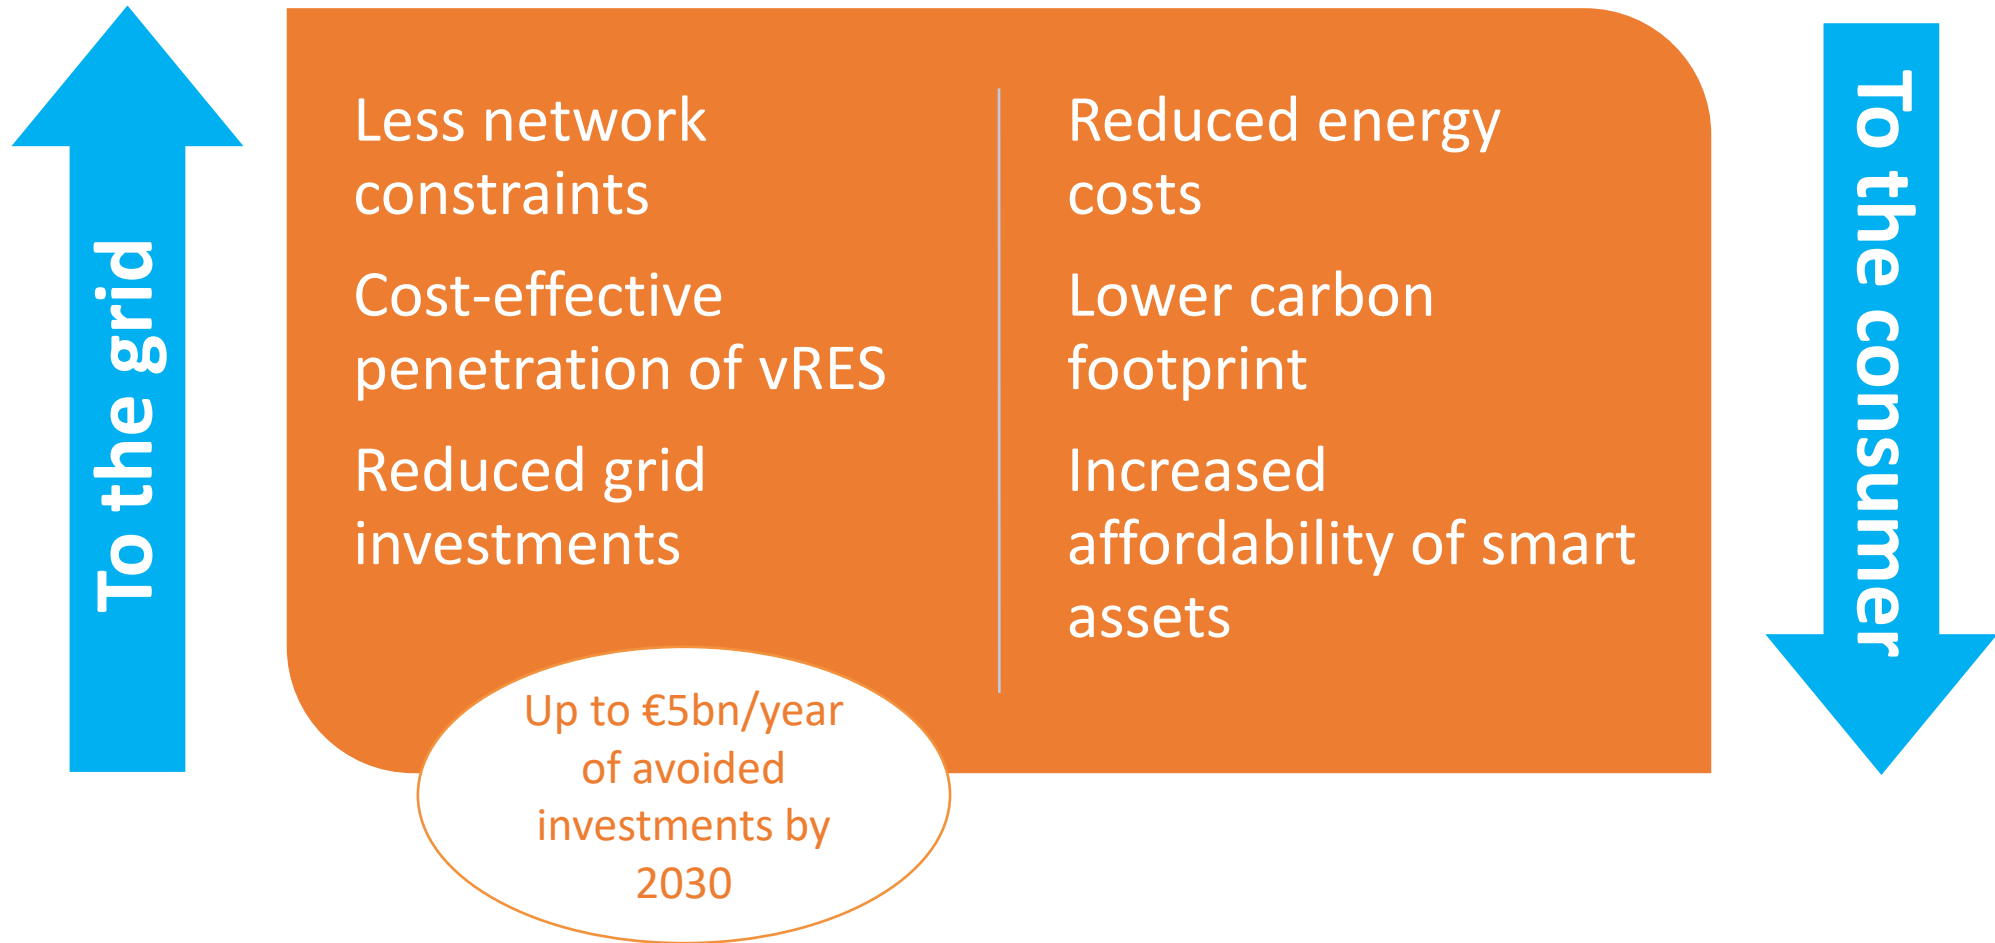 To the grid
Less network
constraints
Cost-effective
penetration of vRES
Reduced grid
investments
Up to €5bn/year
of avoided
investments by
2030
Reduced energy
costs
Lower carbon
footprint
Increased
affordability of smart
assets
To the consumer